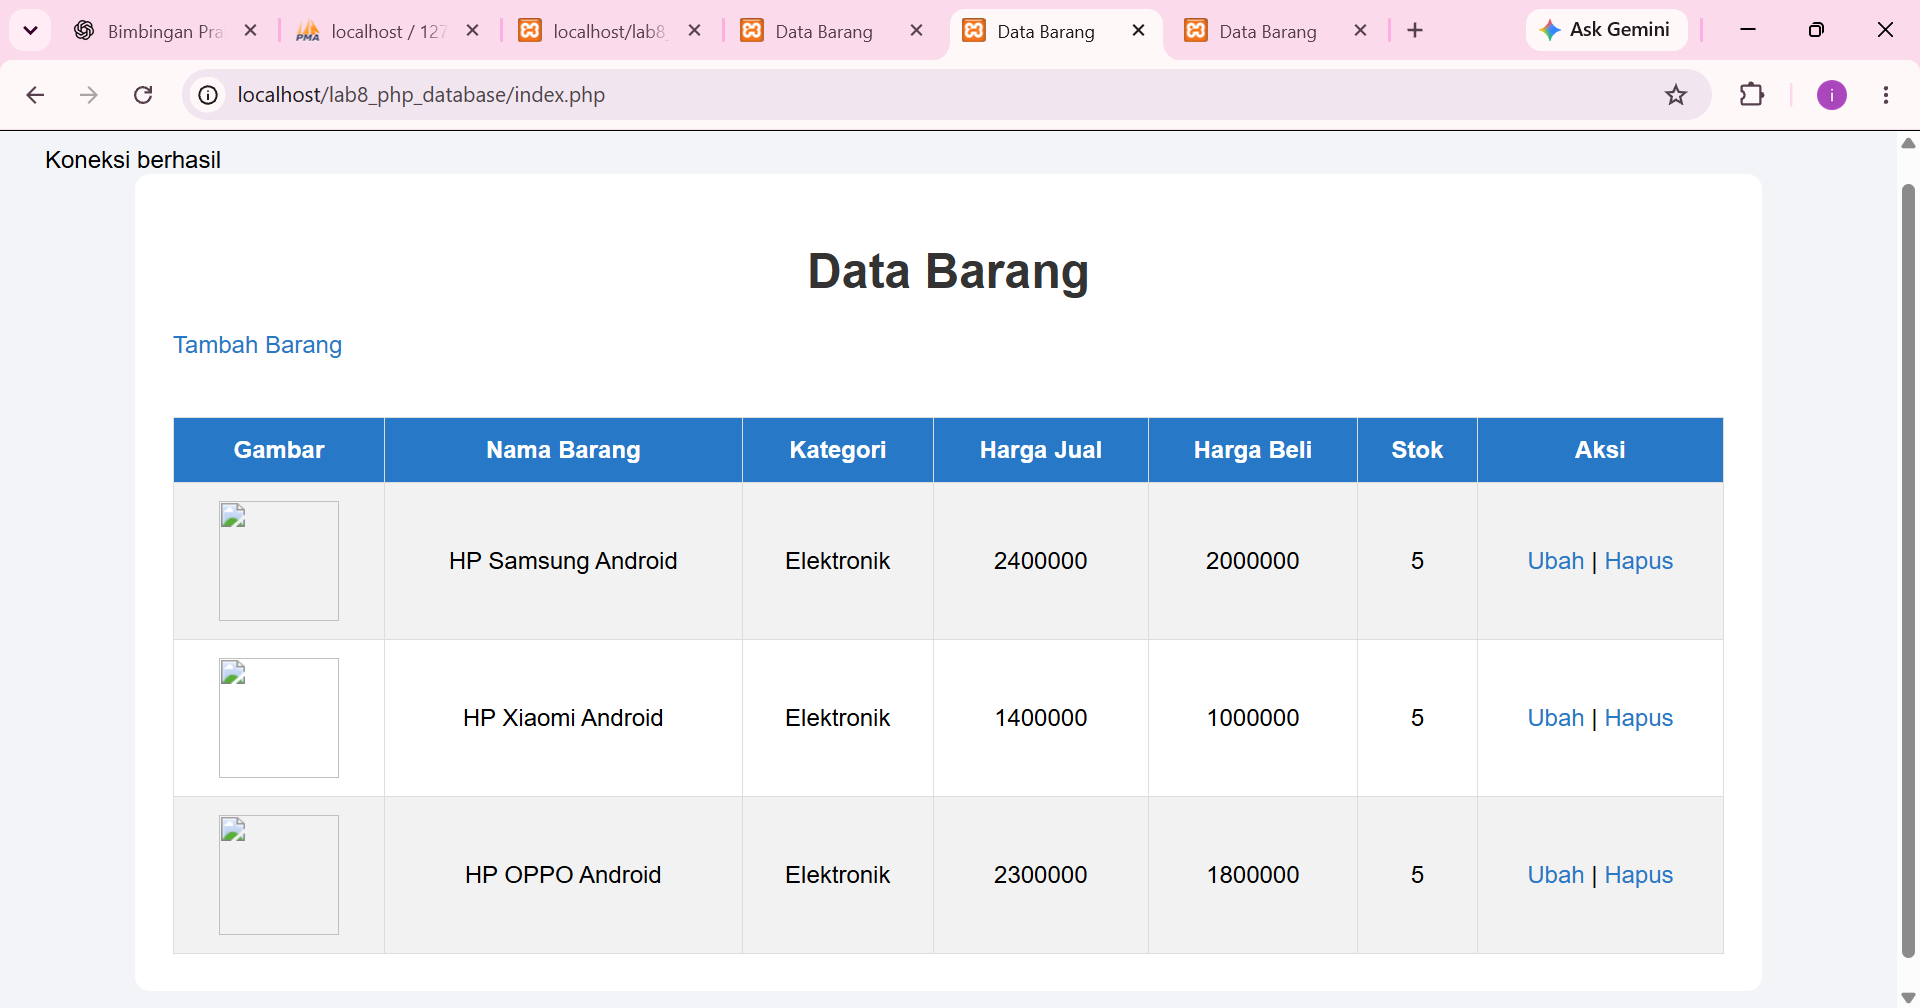 Bimbingan Pra
localhost / 127
localhost/lab8_
Data Barang
Data Barang
Data Barang
Ask Gemini
localhost/lab8_php_database/index.php
i
Koneksi berhasil
Data Barang
Tambah Barang
Gambar Nama Barang Kategori Harga Jual Harga Beli Stok Aksi
HP Samsung Android Elektronik 2400000 2000000 5 Ubah | Hapus
HP Xiaomi Android Elektronik 1400000 1000000 5 Ubah | Hapus
HP OPPO Android Elektronik 2300000 1800000 5 Ubah | Hapus